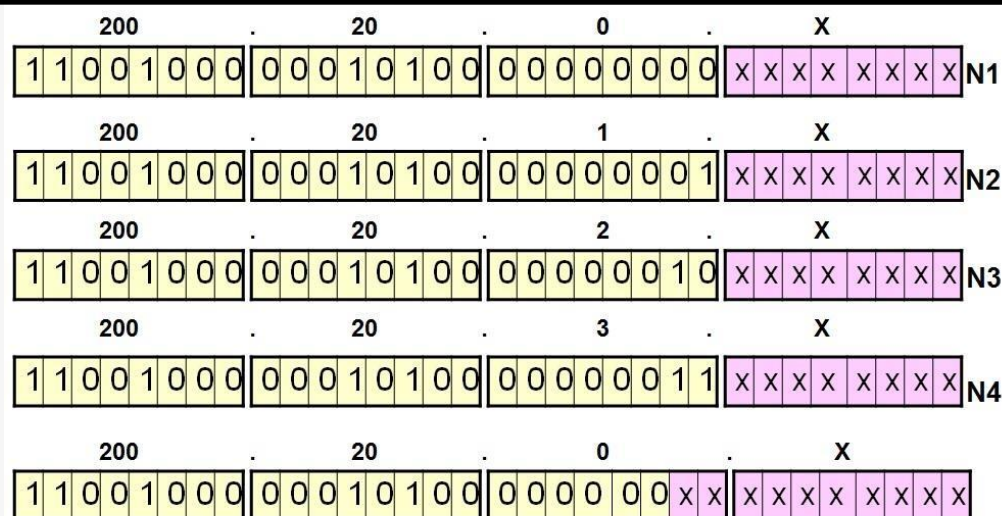 200 . 20 . 0 . X
1 1 0 0 1 0 0 0 0 0 0 1 0 1 0 0 0 0 0 0 0 0 0 0 x x x x x x x x N1
200 . 20 . 1 . X
1 1 0 0 1 0 0 0 0 0 0 1 0 1 0 0 0 0 0 0 0 0 0 1 x x x x x x x x N2
200 . 20 . 2 . X
1 1 0 0 1 0 0 0 0 0 0 1 0 1 0 0 0 0 0 0 0 0 1 0 x x x x x x x x N3
200 . 20 . 3 . X
1 1 0 0 1 0 0 0 0 0 0 1 0 1 0 0 0 0 0 0 0 0 1 1 x x x x x x x x N4
200 . 20 . 0 . X
1 1 0 0 1 0 0 0 0 0 0 1 0 1 0 0 0 0 0 0 0 0 x x x x x x x x x x